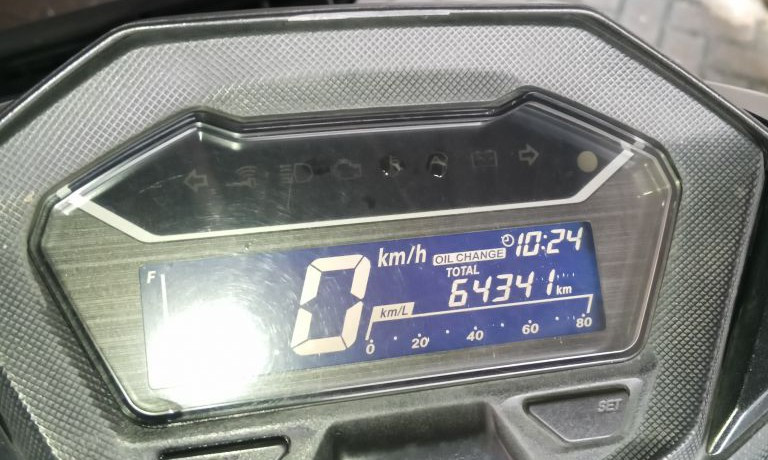 F
0 km/h
OIL CHANGE
10:24
TOTAL
64341 km
km/L
0 20 40 60 80
SET